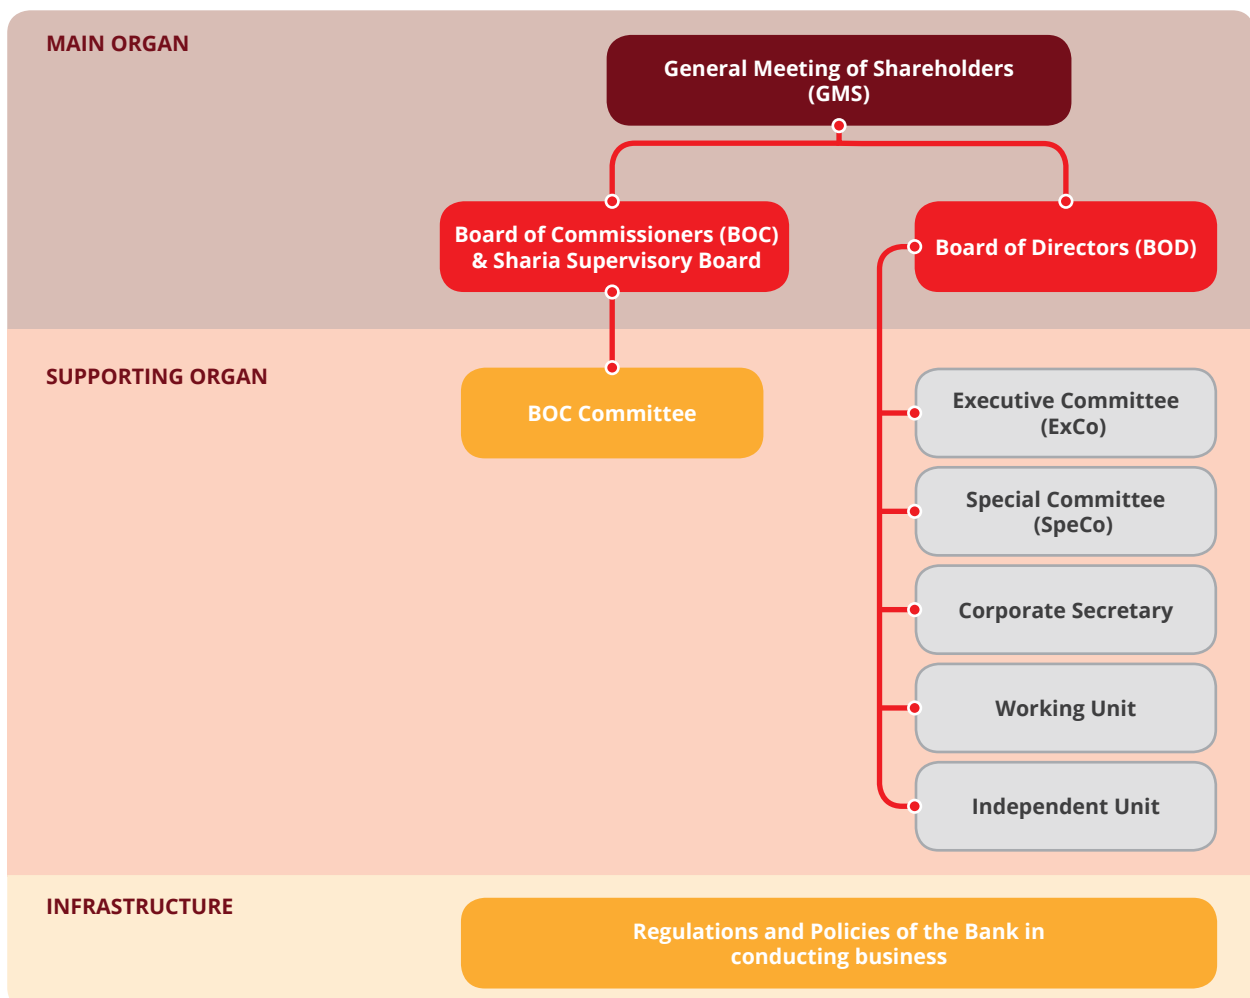 MAIN ORGAN
General Meeting of Shareholders
(GMS)
Board of Commissioners (BOC)
& Sharia Supervisory Board
Board of Directors (BOD)
SUPPORTING ORGAN
BOC Committee
Executive Committee
(ExCo)
Special Committee
(SpeCo)
Corporate Secretary
Working Unit
Independent Unit
INFRASTRUCTURE
Regulations and Policies of the Bank in
conducting business